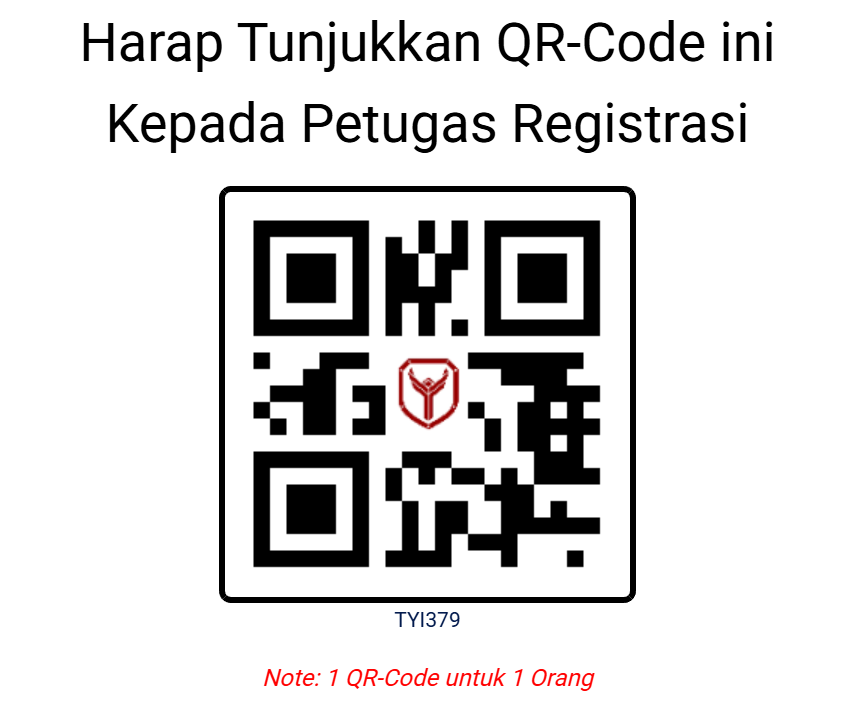 Harap Tunjukkan QR-Code ini
Kepada Petugas Registrasi
TYI379
Note: 1 QR-Code untuk 1 Orang